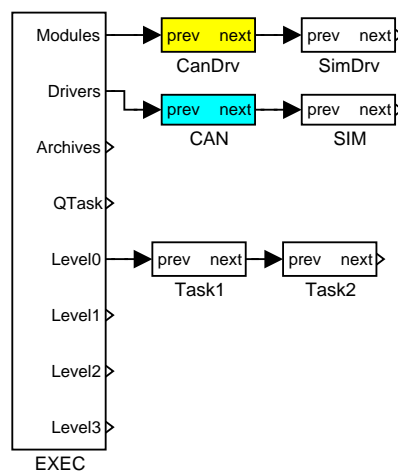 Modules
prev next
prev next
CanDrv
SimDrv
Drivers
prev next
prev next
CAN
SIM
Archives
QTask
Level0
prev next
prev next
Task1
Task2
Level1
Level2
Level3
EXEC